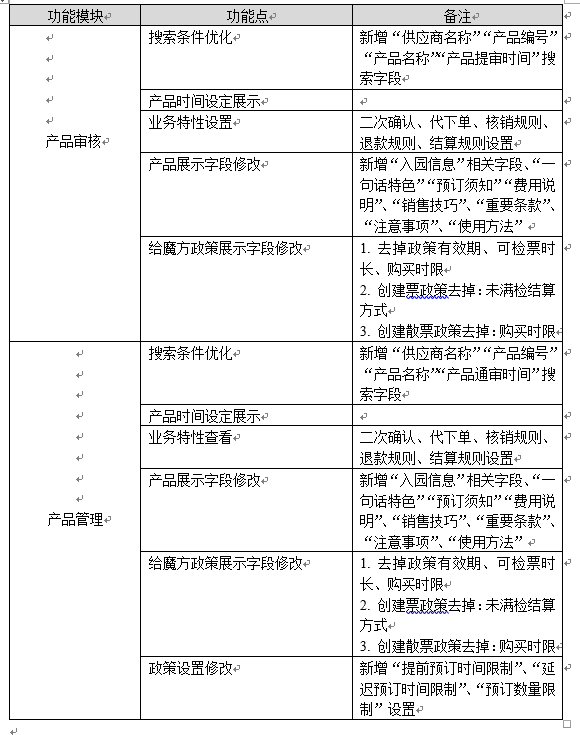 功能模块 功能点 备注
产品审核
搜索条件优化
新增“供应商名称”“产品编号”
“产品名称”“产品提审时间”搜
索字段
产品时间设定展示
业务特性设置
二次确认、代下单、核销规则、
退款规则、结算规则设置
产品展示字段修改
新增“入园信息”相关字段、“一
句话特色”“预订须知”“费用说
明”、“销售技巧”、“重要条款”、
“注意事项”、“使用方法”
给魔方政策展示字段修改
1. 去掉政策有效期、可检票时
长、购买时限
2. 创建票政策去掉：未满检结算
方式
3. 创建散票政策去掉：购买时限
产品管理
搜索条件优化
新增“供应商名称”“产品编号”
“产品名称”“产品通审时间”搜
索字段
产品时间设定展示
业务特性查看
二次确认、代下单、核销规则、
退款规则、结算规则设置
产品展示字段修改
新增“入园信息”相关字段、“一
句话特色”“预订须知”“费用说
明”、“销售技巧”、“重要条款”、
“注意事项”、“使用方法”
给魔方政策展示字段修改
1. 去掉政策有效期、可检票时
长、购买时限
2. 创建票政策去掉：未满检结算
方式
3. 创建散票政策去掉：购买时限
政策设置修改
新增“提前预订时间限制”、“延
迟预订时间限制”、“预订数量限
制” 设置